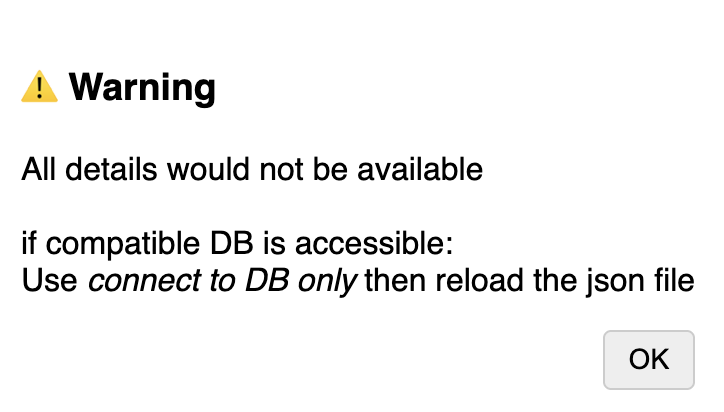 ⚠️ Warning
All details would not be available
if compatible DB is accessible:
Use connect to DB only then reload the json file
OK